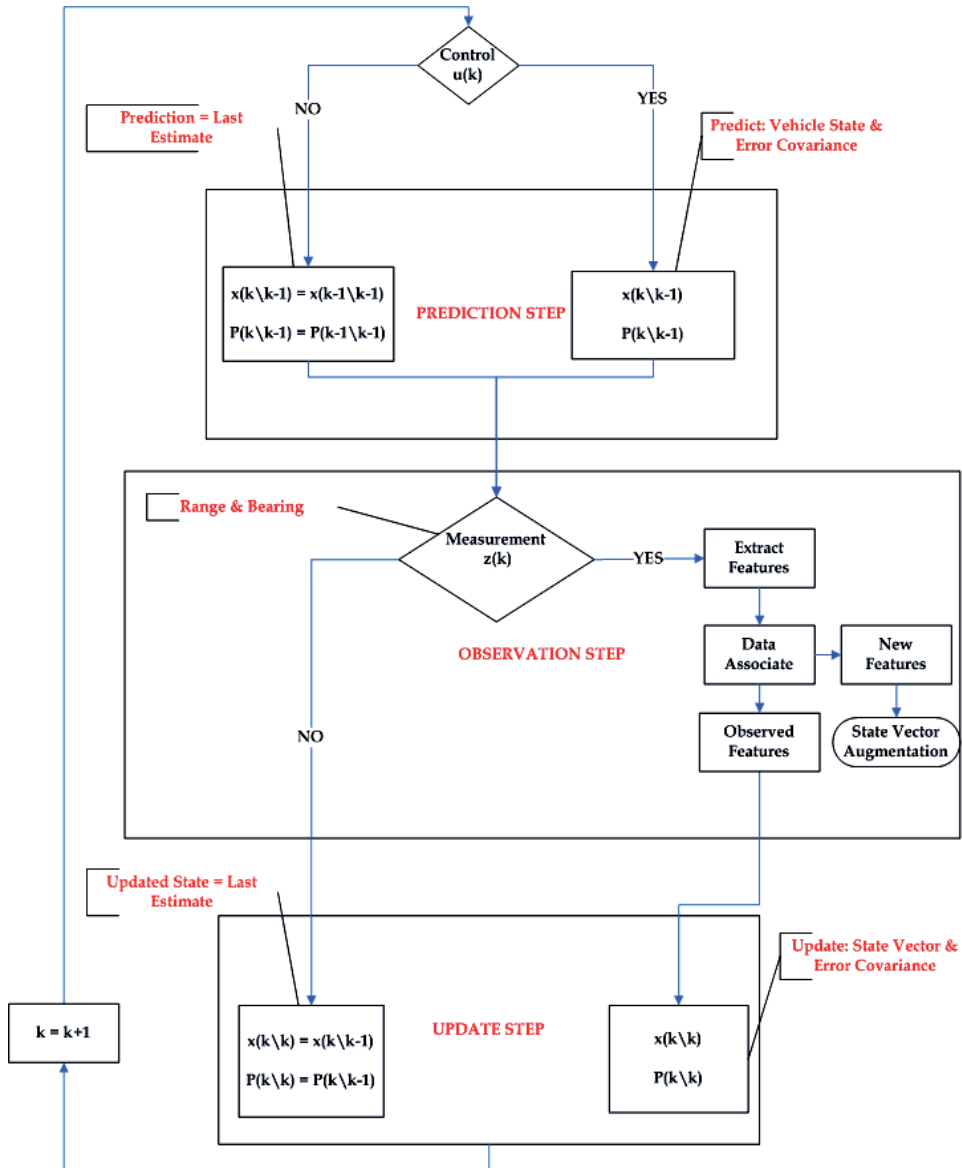 Control
u(k)
NO
YES
Prediction = Last
Estimate
Predict: Vehicle State &
Error Covariance
x(k\k-1) = x(k-1\k-1)
P(k\k-1) = P(k-1\k-1)
PREDICTION STEP
x(k\k-1)
P(k\k-1)
Range & Bearing
Measurement
z(k)
YES
Extract
Features
OBSERVATION STEP
Data
Associate
New
Features
NO
Observed
Features
State Vector
Augmentation
Updated State = Last
Estimate
Update: State Vector &
Error Covariance
k = k+1
x(k\k) = x(k\k-1)
P(k\k) = P(k\k-1)
UPDATE STEP
x(k\k)
P(k\k)